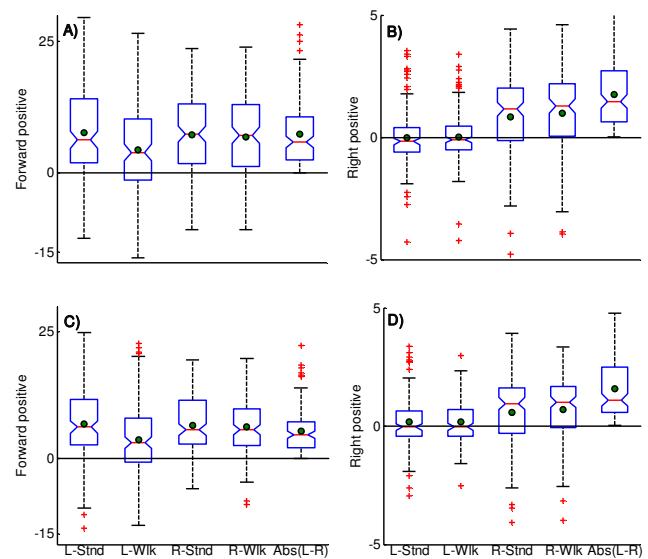 A)
25
0
-15
Forward positive
B)
5
0
-5
Right positive
C)
25
0
-15
Forward positive
L-Stnd L-Wlk R-Stnd R-Wlk Abs(L-R)
D)
5
0
-5
Right positive
L-Stnd L-Wlk R-Stnd R-Wlk Abs(L-R)